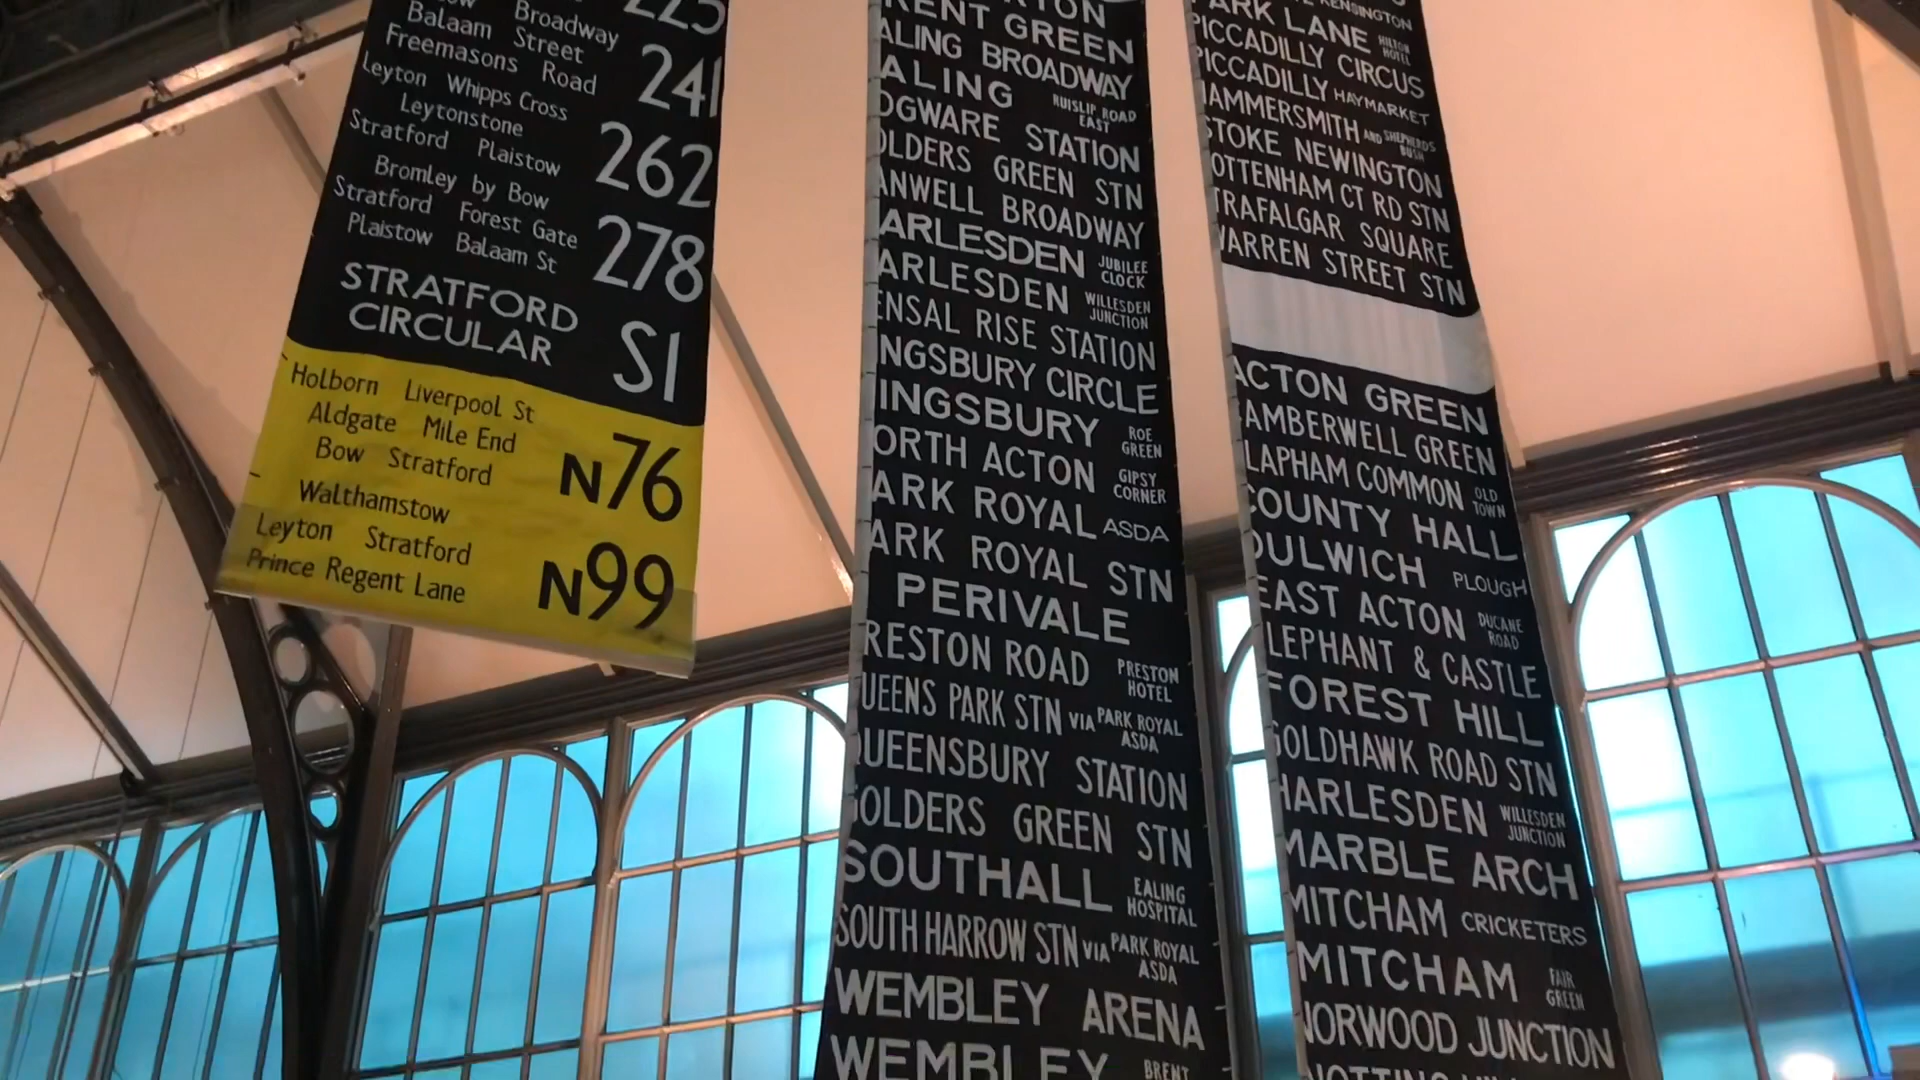 Broadway
225
Balaam Street
Freemasons Road
241
Leyton Whipps Cross
Leytonstone
Stratford Plaistow
262
Bromley by Bow
Stratford Forest Gate
Plaistow Balaam St
278
STRATFORD
CIRCULAR
S1
Holborn Liverpool St
Aldgate Mile End
Bow Stratford
N76
Walthamstow
Leyton Stratford
Prince Regent Lane
N99
RENT GREEN
ALING BROADWAY
ALING RUISLIP ROAD
EAST
DGWARE STATION
OLDERS GREEN STN
ANWELL BROADWAY
ARLESDEN JUBILEE
CLOCK
ARLESDEN WILLESDEN
JUNCTION
ENSAL RISE STATION
NGSBURY CIRCLE
INGSBURY ROE
GREEN
ORTH ACTON GIPSY
CORNER
ARK ROYAL ASDA
ARK ROYAL STN
PERIVALE
RESTON ROAD PRESTON
HOTEL
UEENS PARK STN VIA PARK ROYAL
ASDA
UEENSBURY STATION
GOLDERS GREEN STN
SOUTHALL EALING
HOSPITAL
SOUTH HARROW STN VIA PARK ROYAL
ASDA
WEMBLEY ARENA
WEMBLEY BRENT
KENSINGTON
PARK LANE HILTON
HOTEL
PICCADILLY CIRCUS
PICCADILLY HAYMARKET
HAMMERSMITH AND SHEPHERDS
BUSH
STOKE NEWINGTON
OTTENHAM CT RD STN
TRAFALGAR SQUARE
WARREN STREET STN
ACTON GREEN
AMBERWELL GREEN
LAPHAM COMMON OLD
TOWN
COUNTY HALL
DULWICH PLOUGH
EAST ACTON DUCANE
ROAD
LEPHANT & CASTLE
FOREST HILL
GOLDHAWK ROAD STN
HARLESDEN WILLESDEN
JUNCTION
MARBLE ARCH
MITCHAM CRICKETERS
MITCHAM FAIR
GREEN
NORWOOD JUNCTION